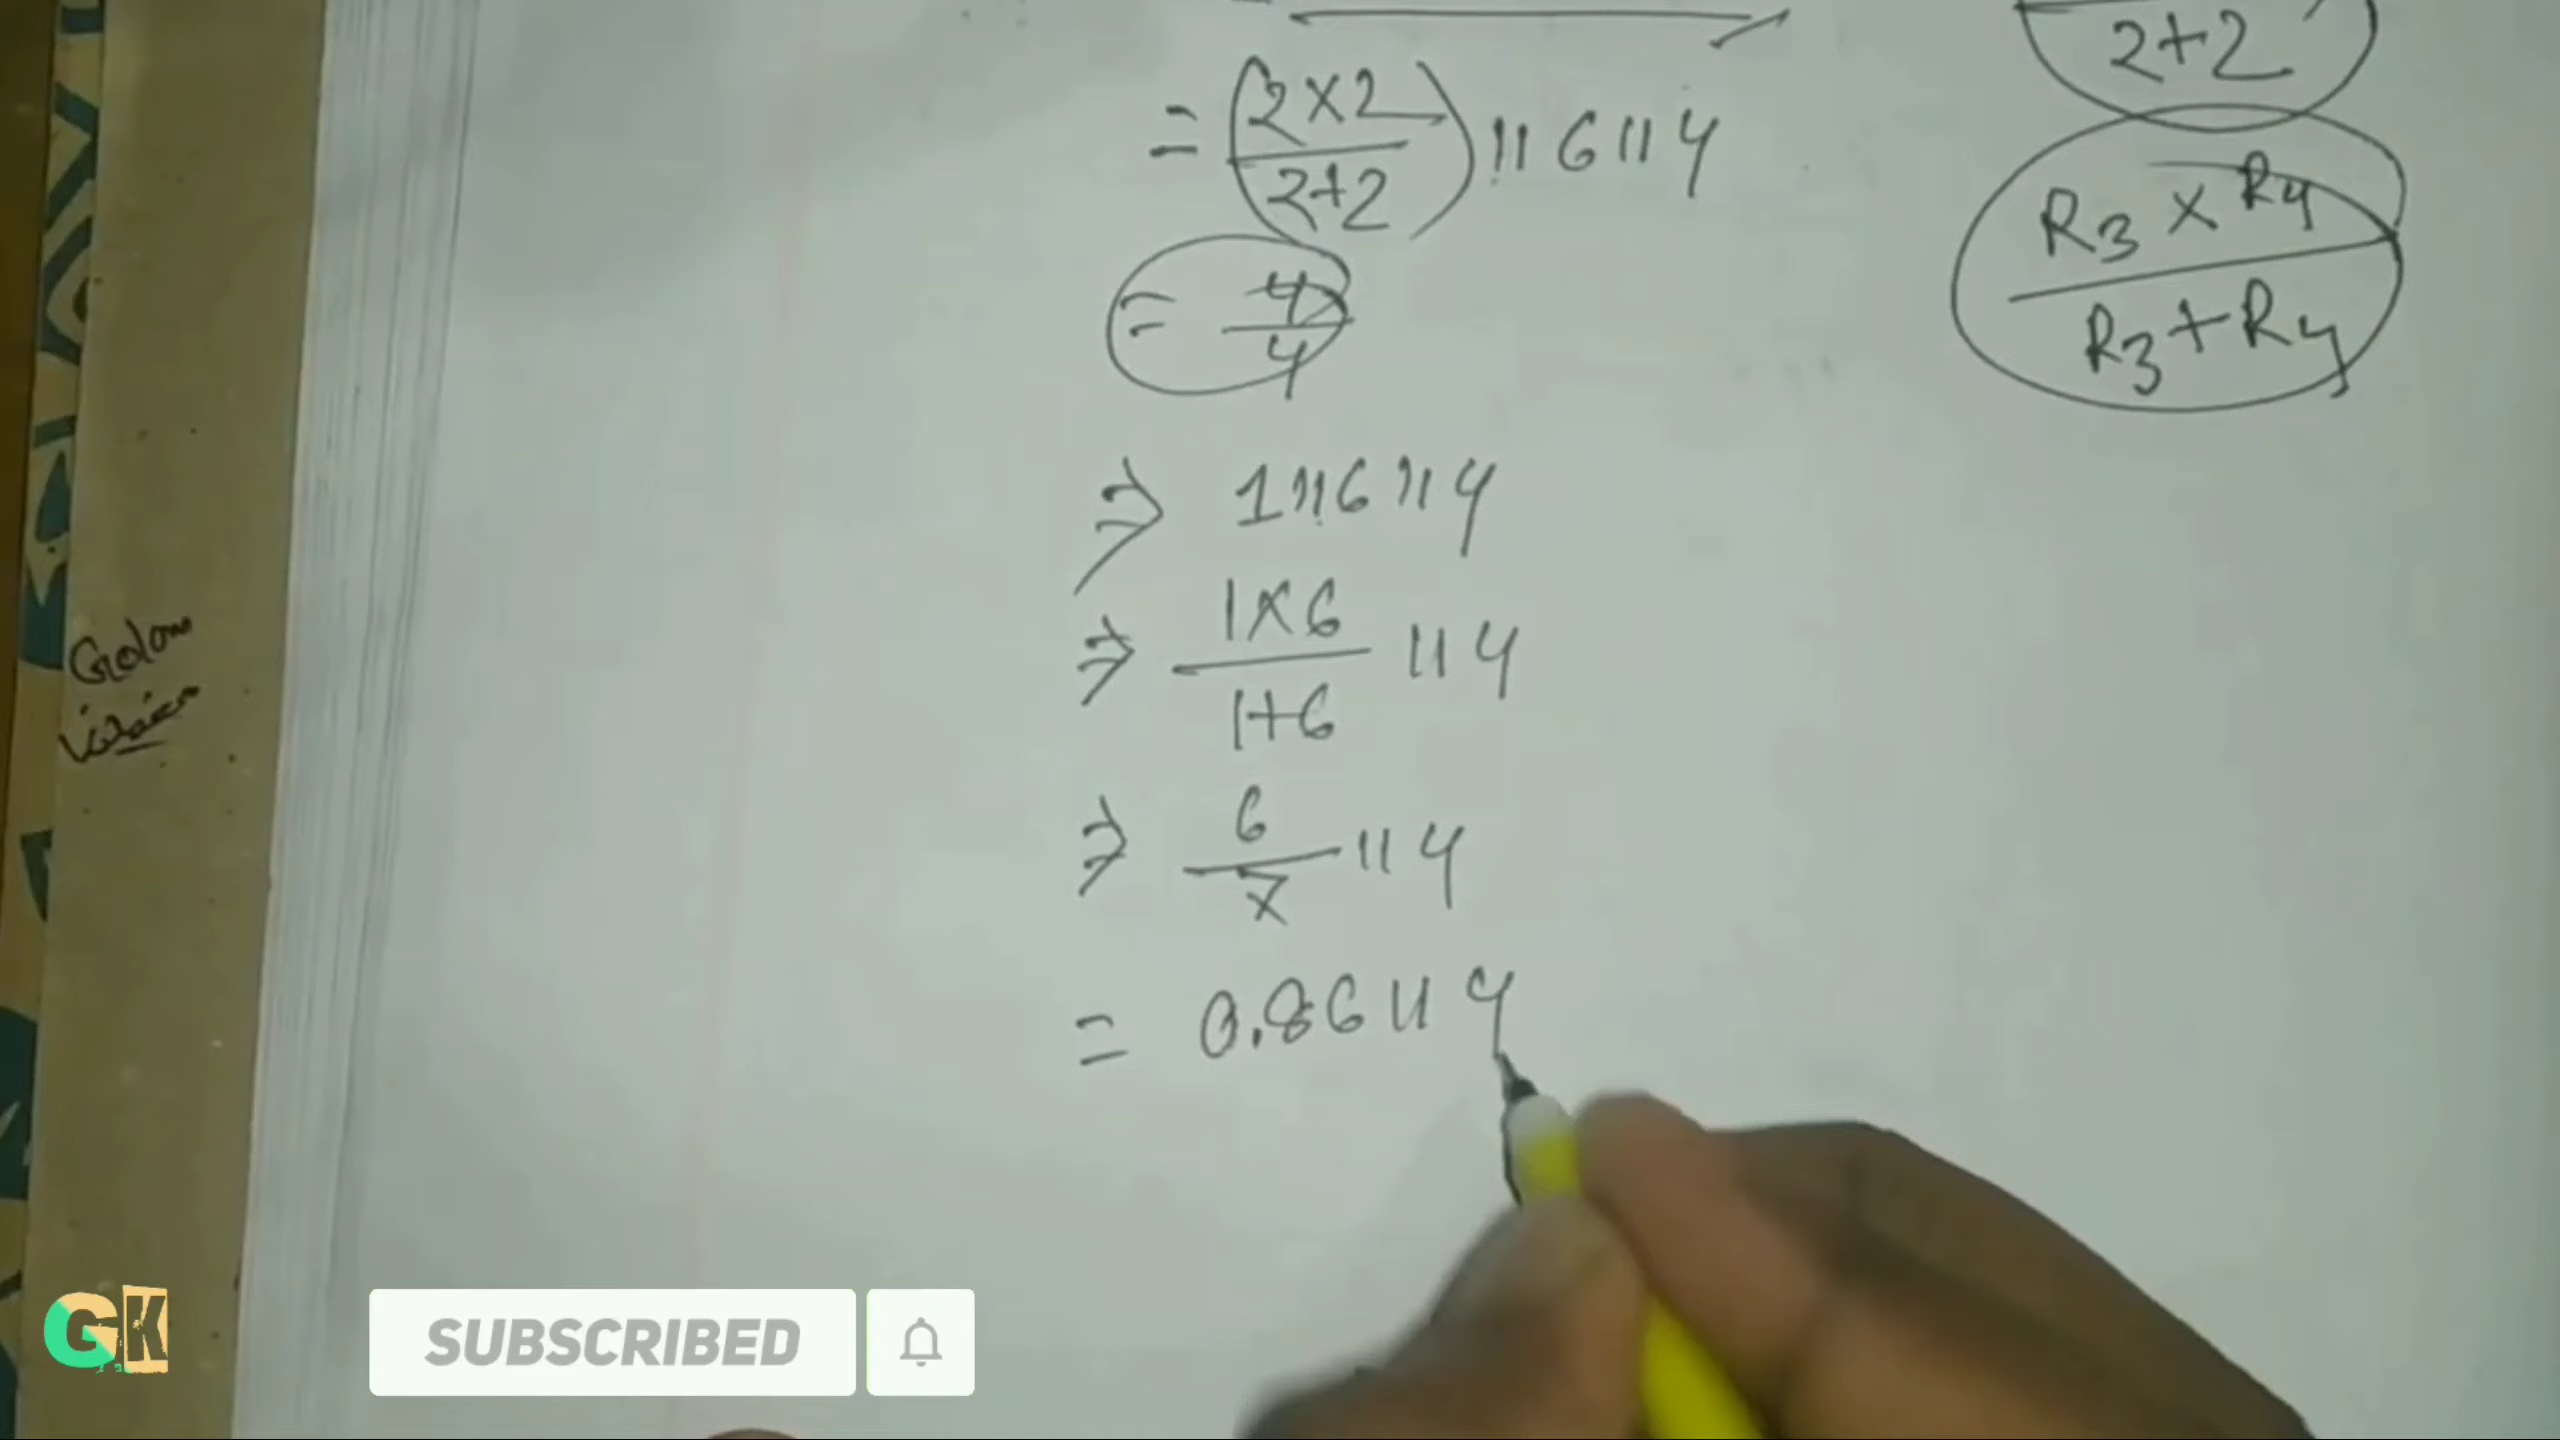 2+2
= (2×2/2+2) || 6 || 4
R3 × R4
R3 + R4
= 4/4
⇒ 1 || 6 || 4
⇒ 1×6/1+6 || 4
⇒ 6/7 || 4
= 0.86 || 4
GK
SUBSCRIBED